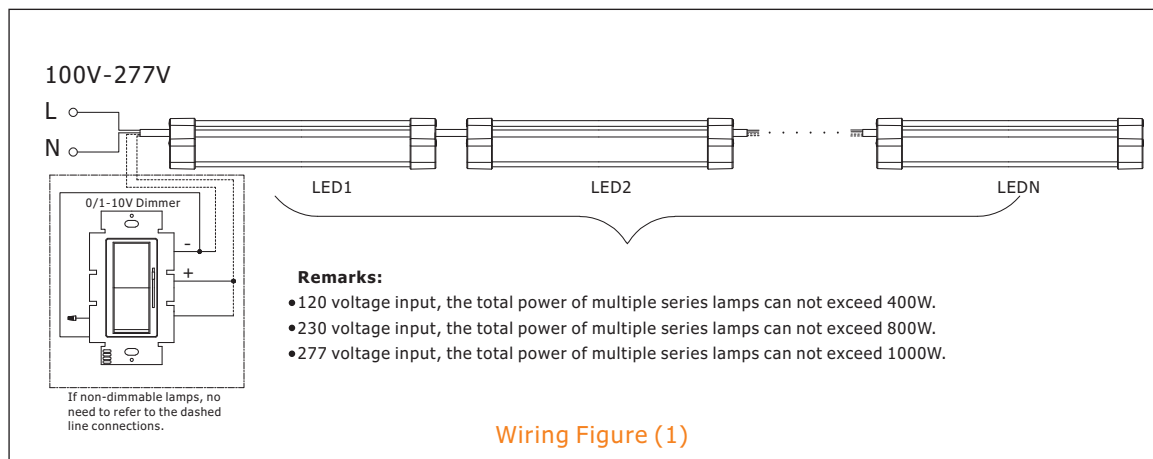 100V-277V
L
N
LED1
LED2
LEDN
0/1-10V Dimmer
-
+
If non-dimmable lamps, no
need to refer to the dashed
line connections.
Remarks:
●120 voltage input, the total power of multiple series lamps can not exceed 400W.
●230 voltage input, the total power of multiple series lamps can not exceed 800W.
●277 voltage input, the total power of multiple series lamps can not exceed 1000W.
Wiring Figure (1)